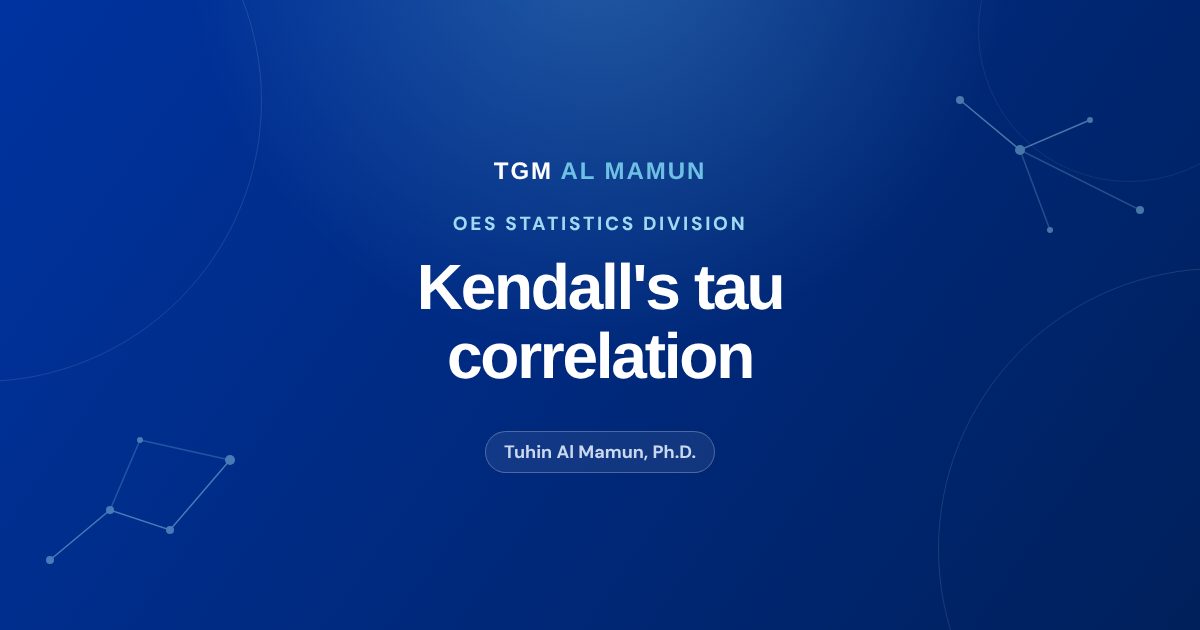 TGM AL MAMUN
OES STATISTICS DIVISION
Kendall's tau
correlation
Tuhin Al Mamun, Ph.D.